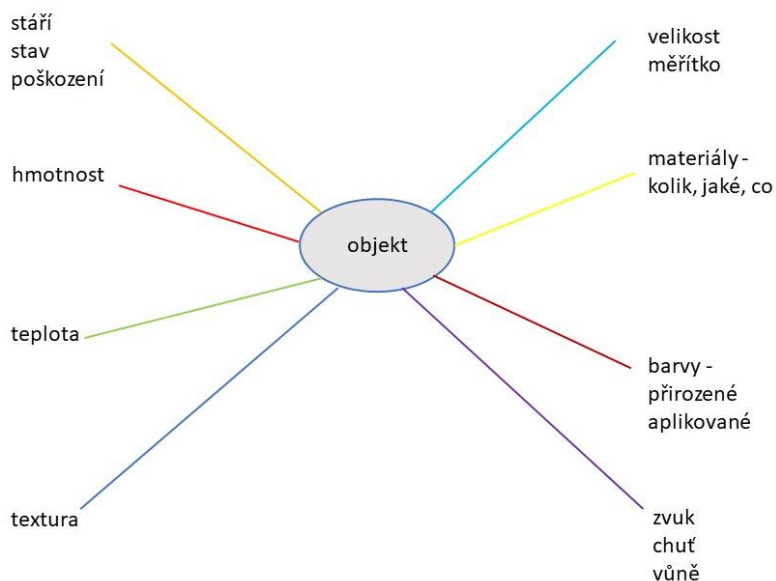 stáří
stav
poškození
velikost
měřítko
hmotnost
materiály -
kolik, jaké, co
objekt
teplota
barvy -
přirozené
aplikované
textura
zvuk
chuť
vůně